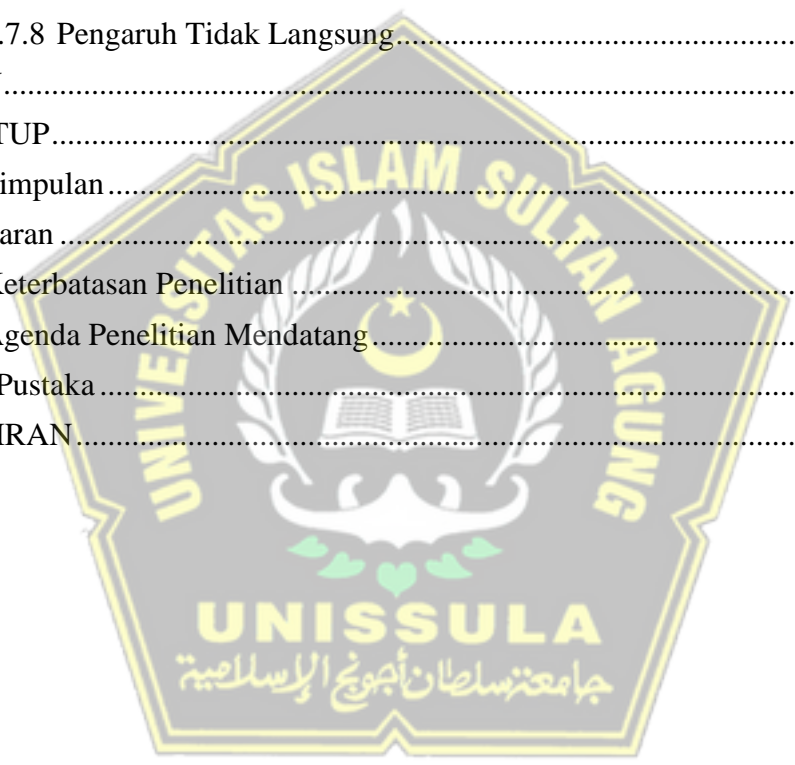 .7.8 Pengaruh Tidak Langsung........................................................
TUP..............................................................................................
impulan........................................................................................
aran..............................................................................................
Keterbatasan Penelitian................................................................
Agenda Penelitian Mendatang......................................................
Pustaka.........................................................................................
IRAN...........................................................................................
UNIVERSITAS ISLAM SULTAN AGUNG
UNISSULA
جامعة سلطان أجونج الإسلامية